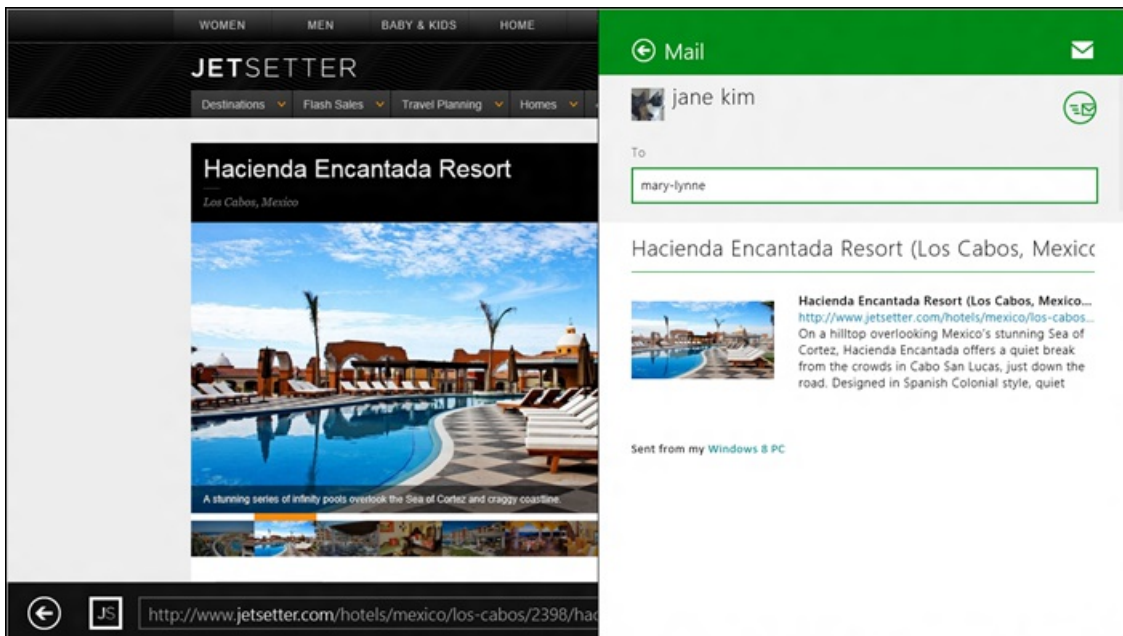 WOMEN MEN BABY & KIDS HOME
JETSETTER
Destinations Flash Sales Travel Planning Homes
Hacienda Encantada Resort
Los Cabos, Mexico
A stunning series of infinity pools overlook the Sea of Cortez and craggy coastline.
JS
http://www.jetsetter.com/hotels/mexico/los-cabos/2398/hac
Mail
jane kim
To
mary-lynne
Hacienda Encantada Resort (Los Cabos, Mexicc
Hacienda Encantada Resort (Los Cabos, Mexico...
http://www.jetsetter.com/hotels/mexico/los-cabos...
On a hilltop overlooking Mexico's stunning Sea of
Cortez, Hacienda Encantada offers a quiet break
from the crowds in Cabo San Lucas, just down the
road. Designed in Spanish Colonial style, quiet
Sent from my Windows 8 PC